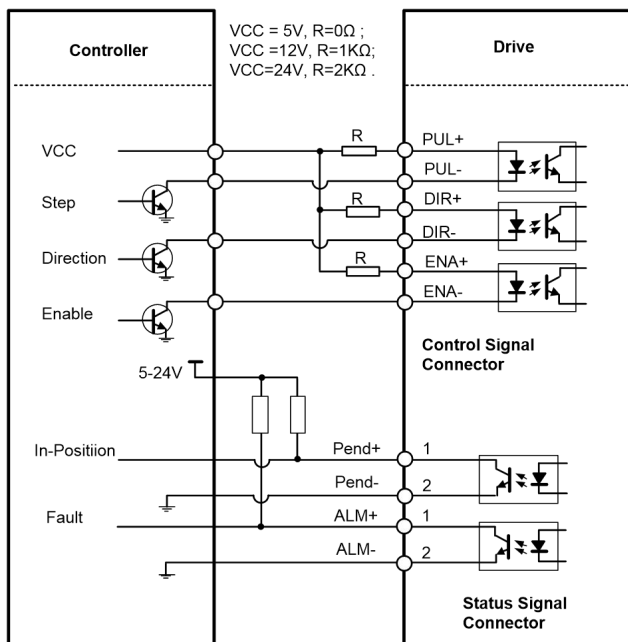 VCC = 5V, R=0Ω ;
VCC =12V, R=1KΩ;
VCC=24V, R=2KΩ .
Controller
Drive
VCC
R
PUL+
PUL-
Step
R
DIR+
DIR-
Direction
R
ENA+
ENA-
Enable
Control Signal
Connector
5-24V
In-Positiion
Pend+
1
Pend-
2
Fault
ALM+
1
ALM-
2
Status Signal
Connector